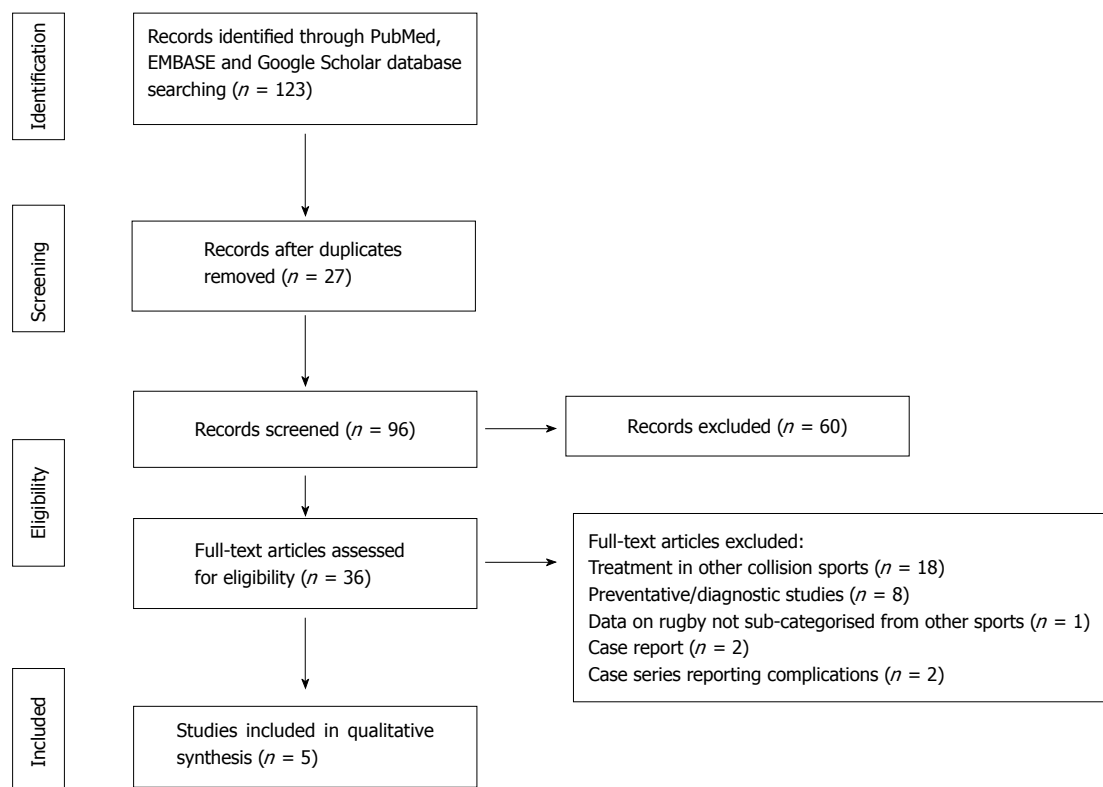 Identification
Records identified through PubMed,
EMBASE and Google Scholar database
searching (n = 123)
Screening
Records after duplicates
removed (n = 27)
Records screened (n = 96)
Records excluded (n = 60)
Eligibility
Full-text articles assessed
for eligibility (n = 36)
Full-text articles excluded:
Treatment in other collision sports (n = 18)
Preventative/diagnostic studies (n = 8)
Data on rugby not sub-categorised from other sports (n = 1)
Case report (n = 2)
Case series reporting complications (n = 2)
Included
Studies included in qualitative
synthesis (n = 5)